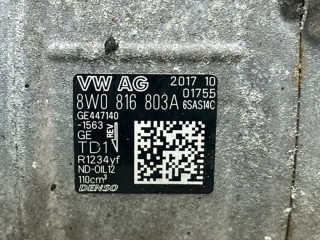 VW AG 2017 10
01755
8W0 816 803A 6SAS14C
GE447140
-1563
GE REV
TD1
R1234yf
ND-OIL12
110cm³
DENSO